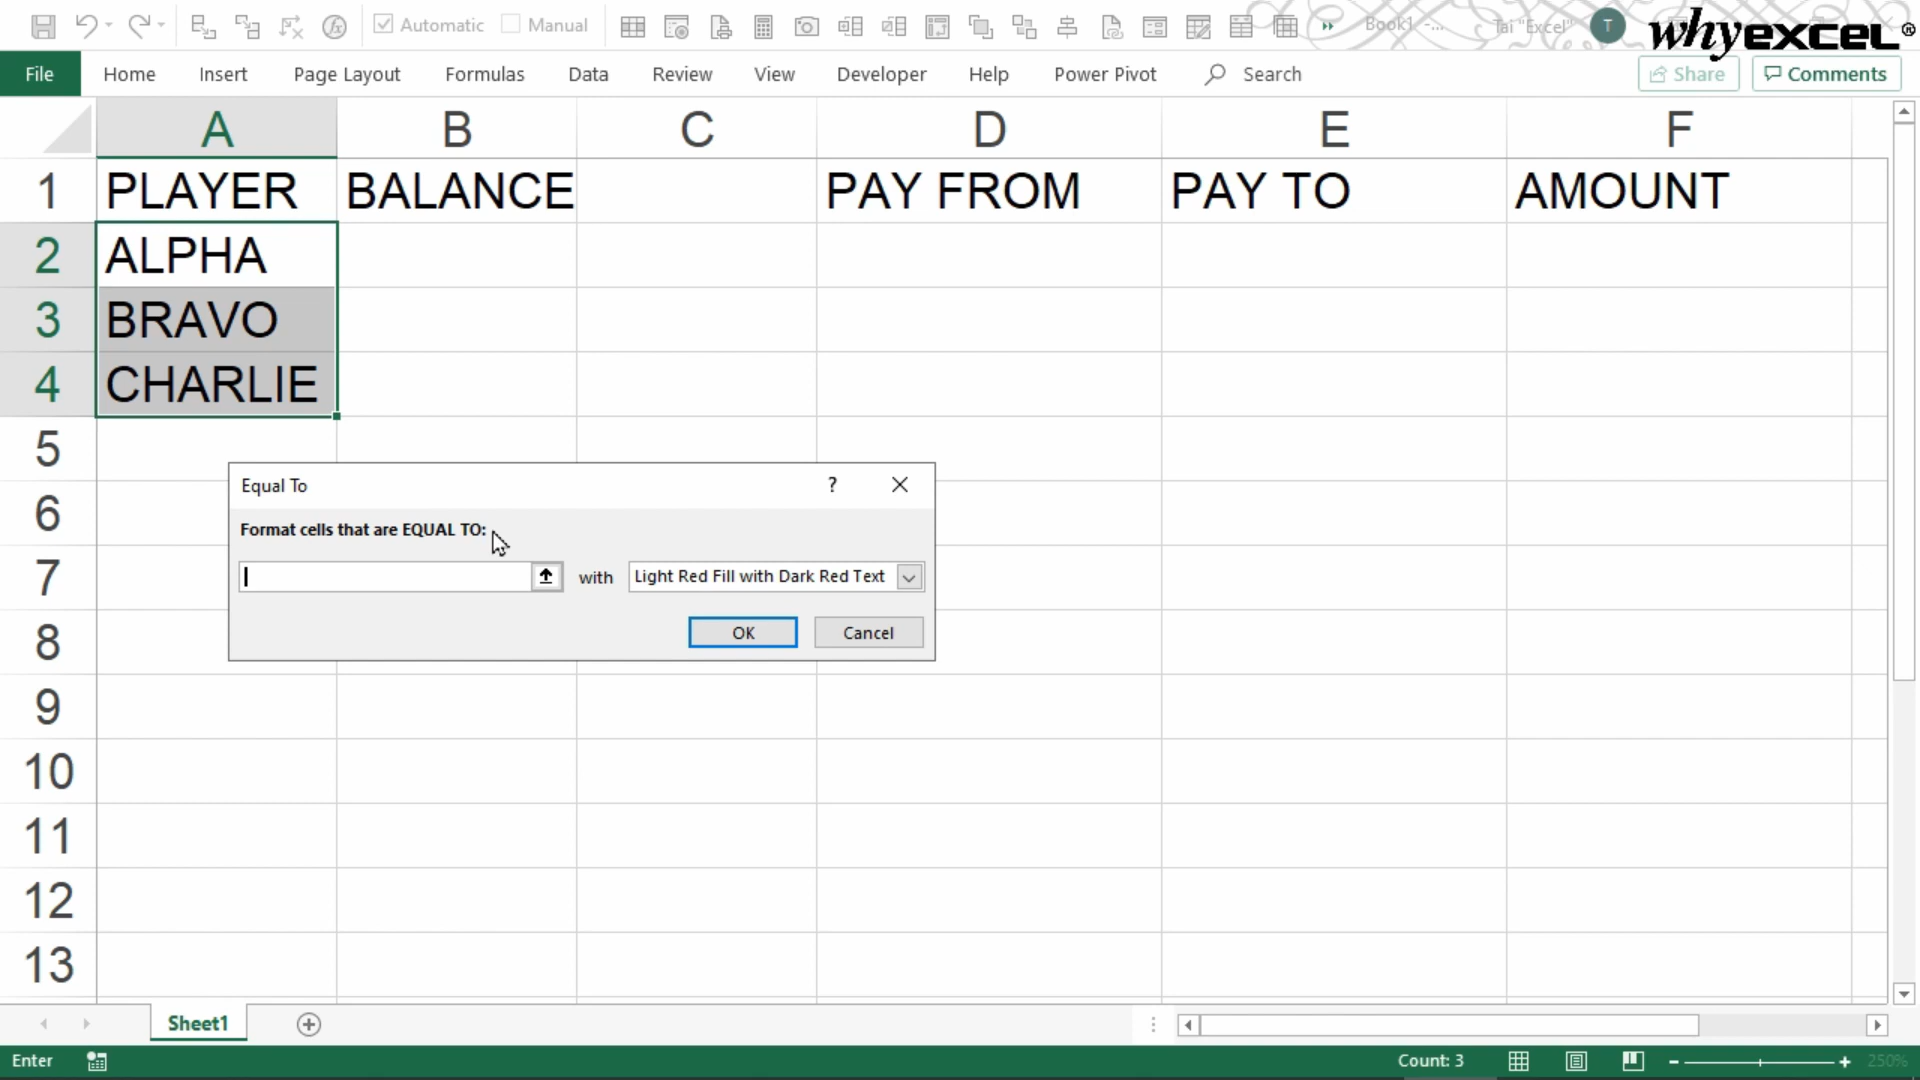 Automatic Manual Book1 -... Tai "Excel" T whyexcel®
File Home Insert Page Layout Formulas Data Review View Developer Help Power Pivot Search Share Comments
A B C D E F
1 PLAYER BALANCE PAY FROM PAY TO AMOUNT
2 ALPHA
3 BRAVO
4 CHARLIE
5
Equal To ? 
6
Format cells that are EQUAL TO:
7
with Light Red Fill with Dark Red Text
8
OK Cancel
9
10
11
12
13
Sheet1
Enter Count: 3 - + 250%